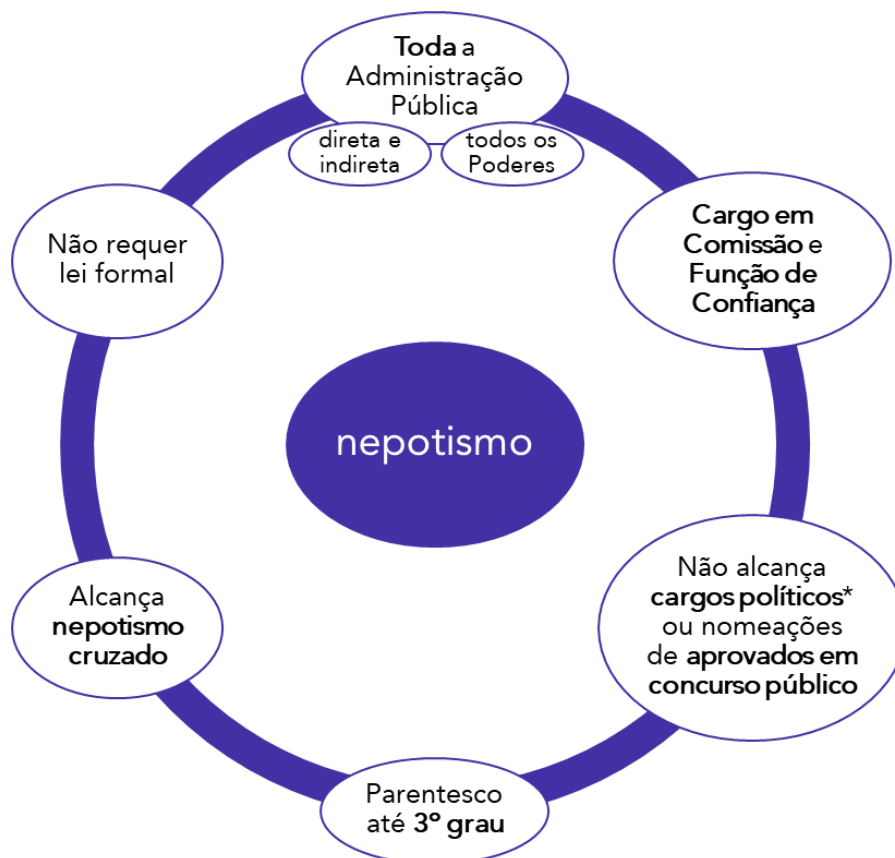 Toda a
Administração
Pública
direta e
indireta
todos os
Poderes
Cargo em
Comissão e
Função de
Confiança
Não alcança
cargos políticos*
ou nomeações
de aprovados em
concurso público
Parentesco
até 3º grau
Alcança
nepotismo
cruzado
Não requer
lei formal
nepotismo